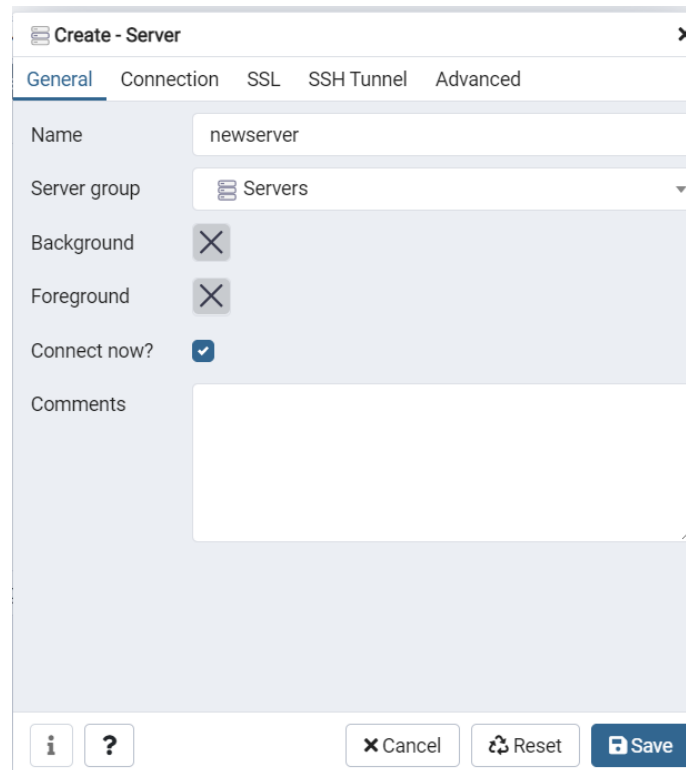 Create - Server
General Connection SSL SSH Tunnel Advanced
Name newserver
Server group Servers
Background
Foreground
Connect now?
Comments
i ? Cancel Reset Save